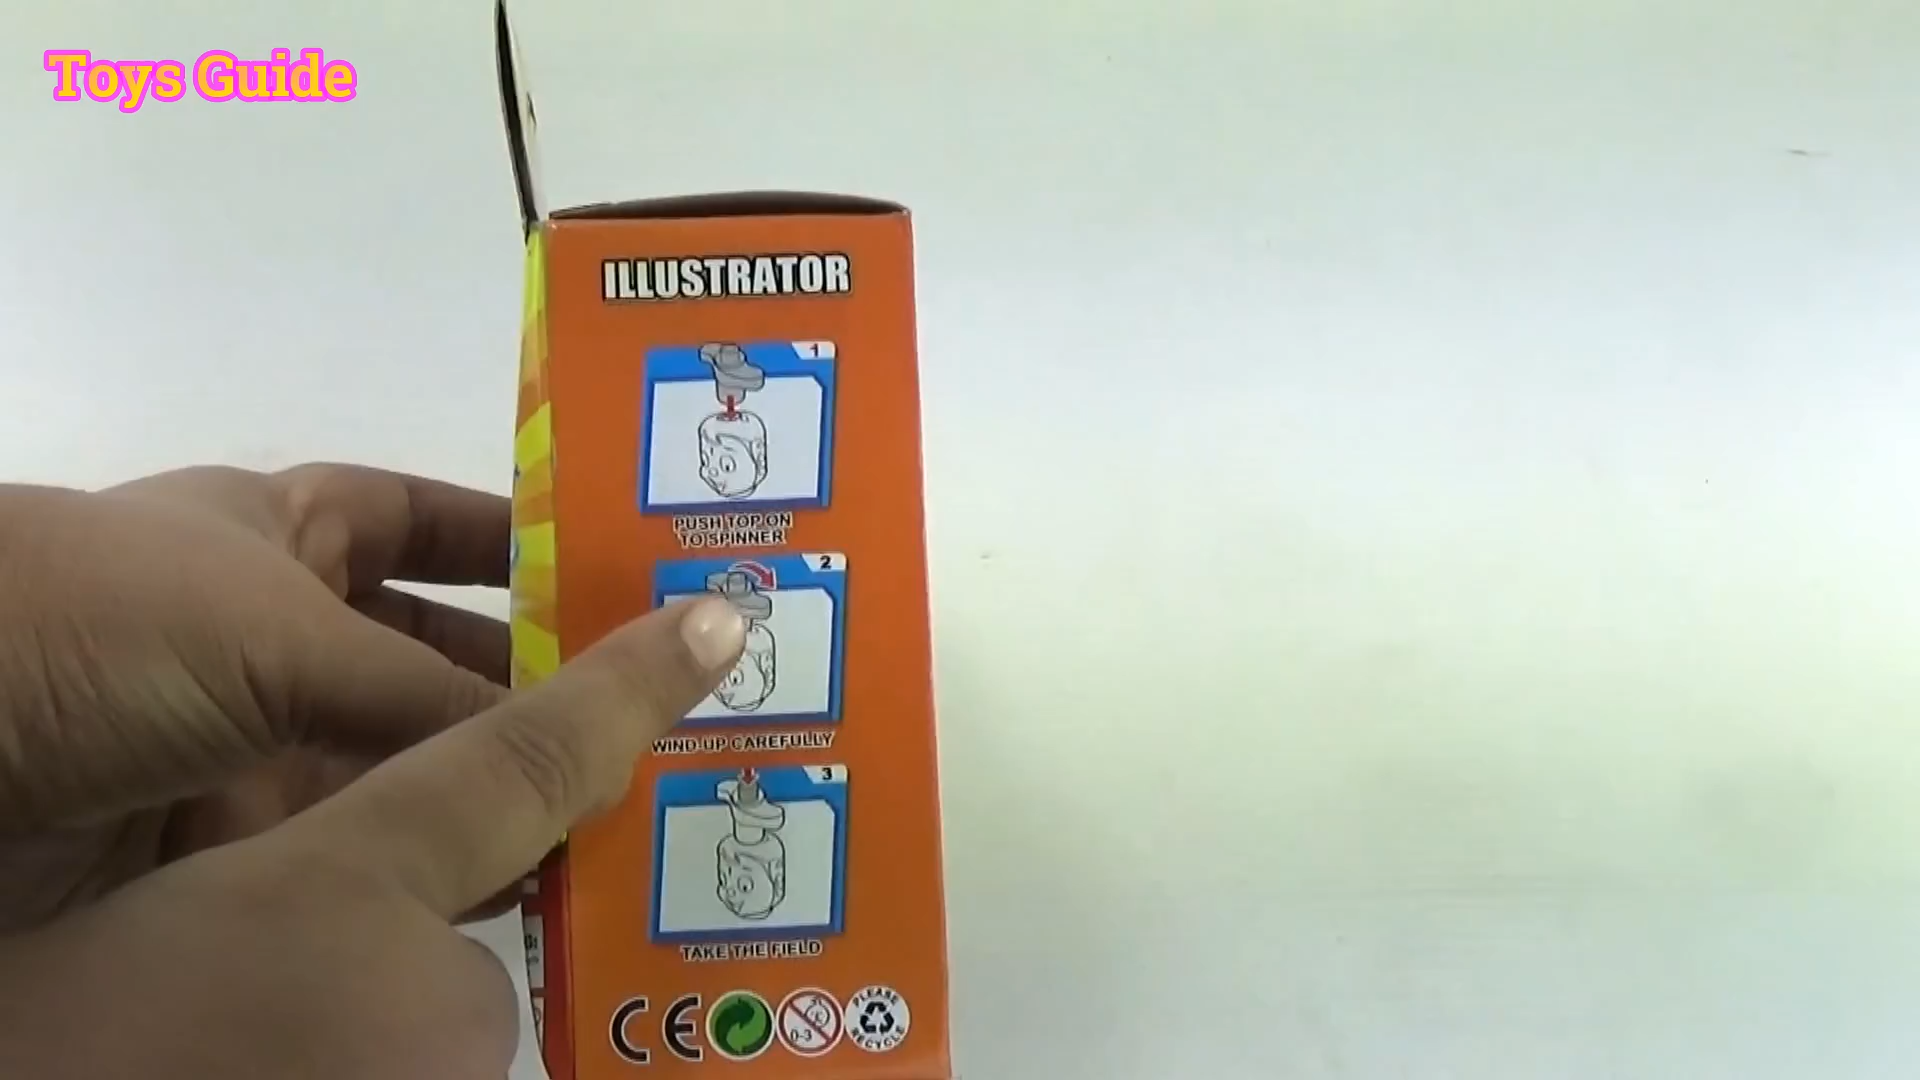 Toys Guide
ILLUSTRATOR
1
PUSH TOP ON
TO SPINNER
2
WIND-UP CAREFULLY
3
TAKE THE FIELD
CE
0-3
PLEASE
RECYCLE